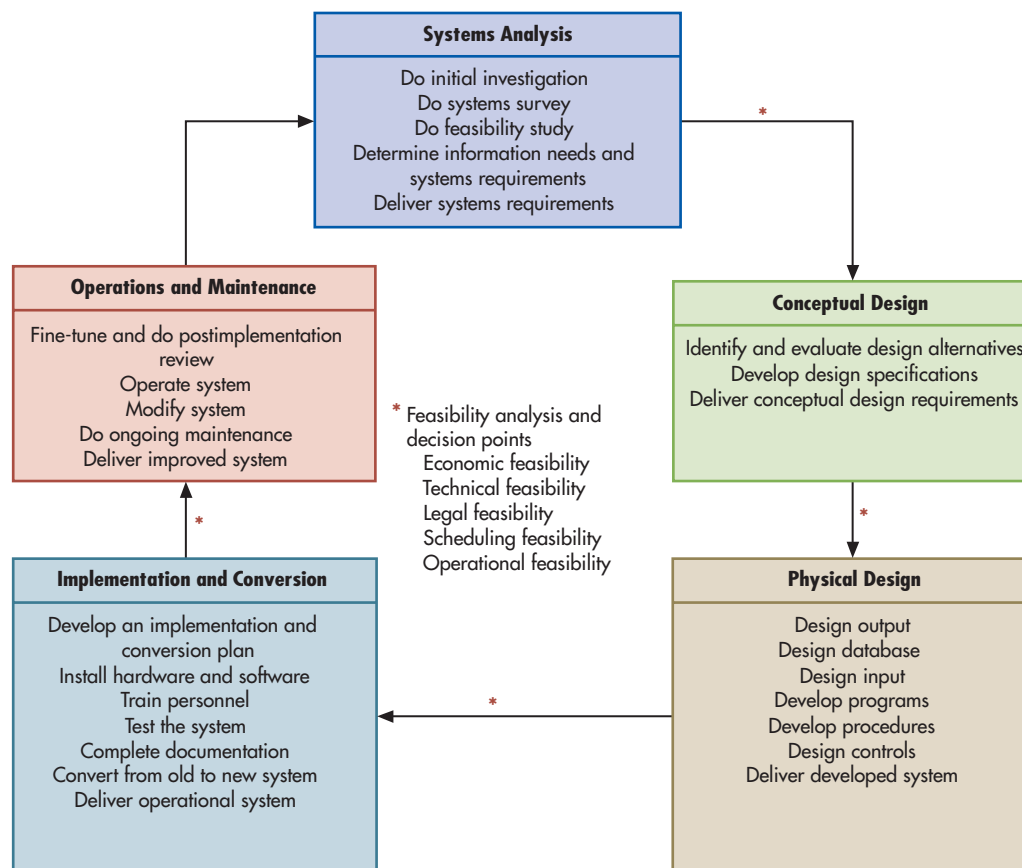 Systems Analysis
Do initial investigation
Do systems survey
Do feasibility study
Determine information needs and
systems requirements
Deliver systems requirements
*
Operations and Maintenance
Fine-tune and do postimplementation
review
Operate system
Modify system
Do ongoing maintenance
Deliver improved system
Conceptual Design
Identify and evaluate design alternatives
Develop design specifications
Deliver conceptual design requirements
* Feasibility analysis and
decision points
Economic feasibility
Technical feasibility
Legal feasibility
Scheduling feasibility
Operational feasibility
*
*
Implementation and Conversion
Develop an implementation and
conversion plan
Install hardware and software
Train personnel
Test the system
Complete documentation
Convert from old to new system
Deliver operational system
*
Physical Design
Design output
Design database
Design input
Develop programs
Develop procedures
Design controls
Deliver developed system